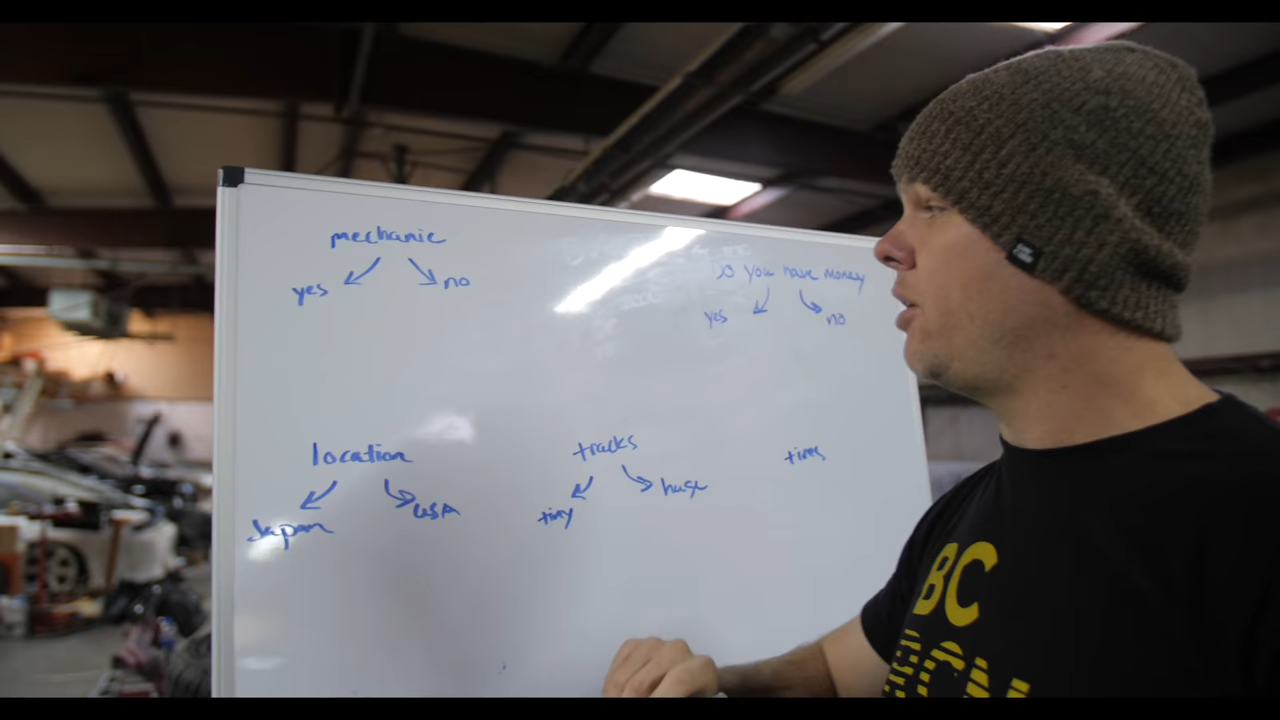 mechanic
yes no
Do you have money
yes no
location
Japan USA
tracks
tiny huge
tires
BC